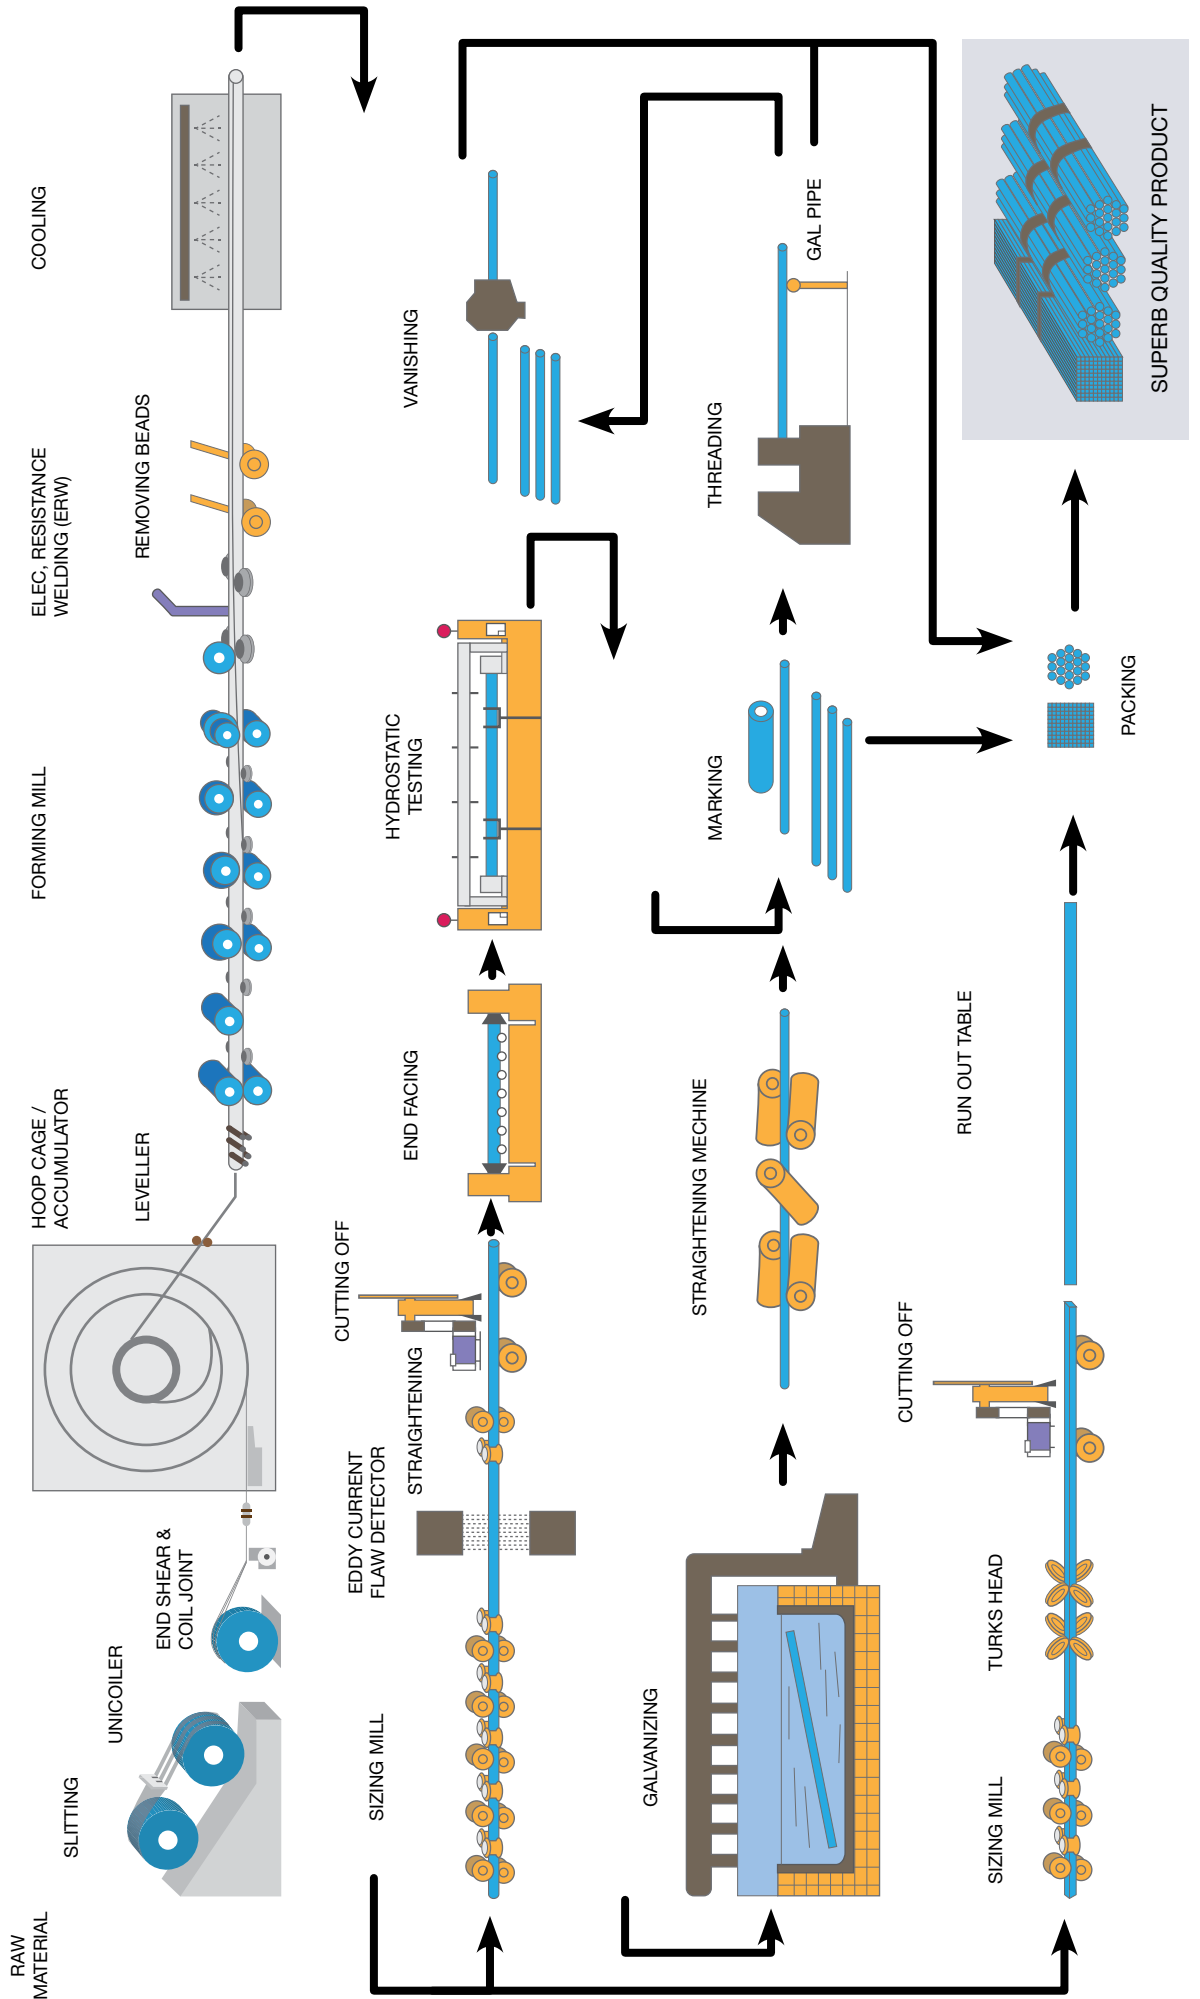 RAW
MATERIAL
SLITTING
UNICOILER
END SHEAR &
COIL JOINT
HOOP CAGE /
ACCUMULATOR
LEVELLER
FORMING MILL
ELEC, RESISTANCE
WELDING (ERW)
REMOVING BEADS
COOLING
SIZING MILL
EDDY CURRENT
FLAW DETECTOR
STRAIGHTENING
CUTTING OFF
END FACING
HYDROSTATIC
TESTING
VANISHING
GALVANIZING
STRAIGHTENING MECHINE
MARKING
THREADING
GAL PIPE
SIZING MILL
TURKS HEAD
CUTTING OFF
RUN OUT TABLE
PACKING
SUPERB QUALITY PRODUCT